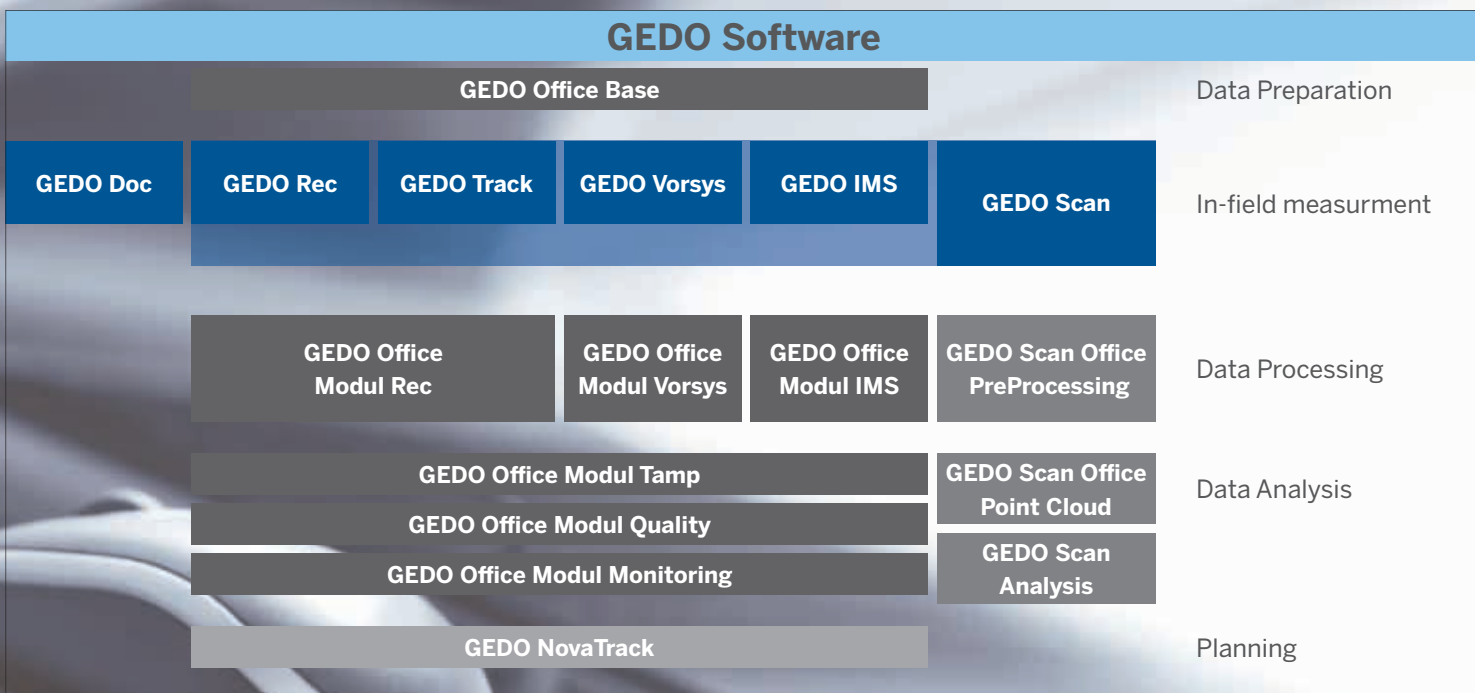 GEDO Software
GEDO Office Base
Data Preparation
GEDO Doc
GEDO Rec
GEDO Track
GEDO Vorsys
GEDO IMS
GEDO Scan
In-field measurment
GEDO Office
Modul Rec
GEDO Office
Modul Vorsys
GEDO Office
Modul IMS
GEDO Scan Office
PreProcessing
Data Processing
GEDO Office Modul Tamp
GEDO Office Modul Quality
GEDO Office Modul Monitoring
GEDO Scan Office
Point Cloud
GEDO Scan
Analysis
Data Analysis
GEDO NovaTrack
Planning